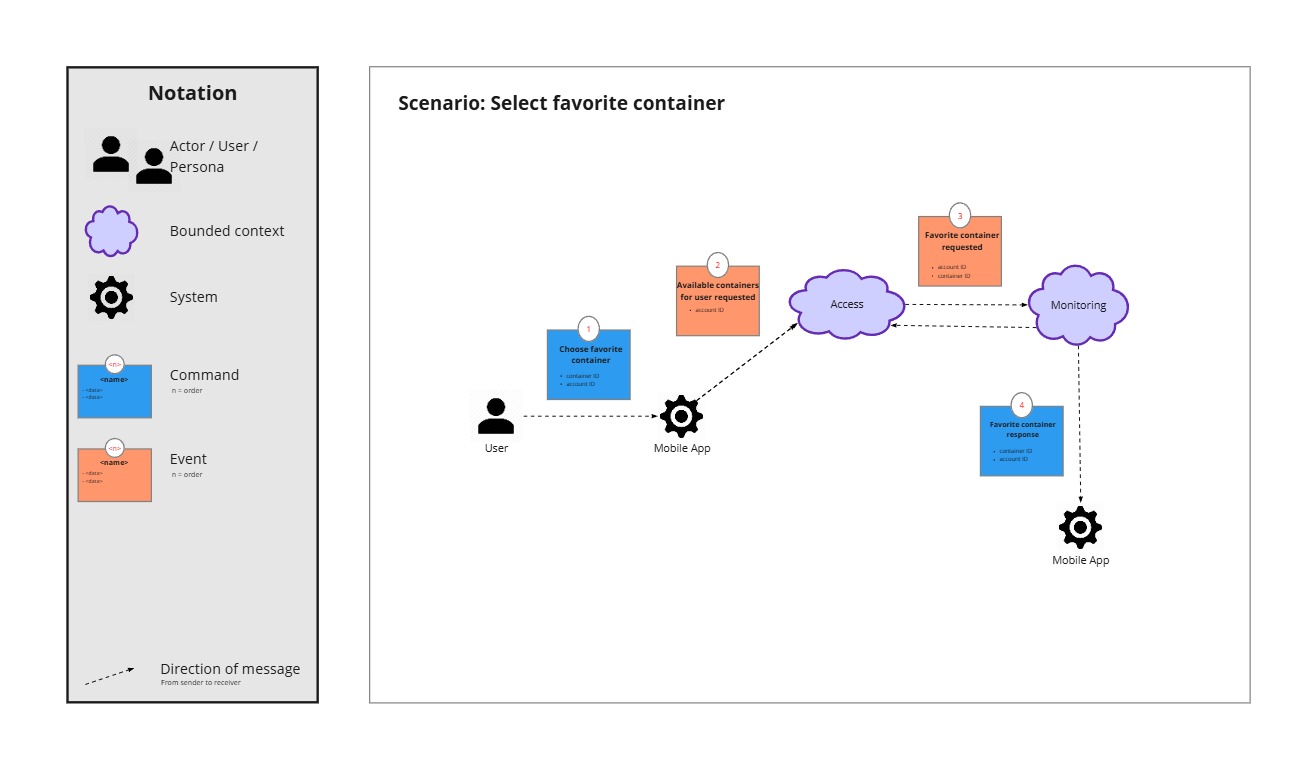 Notation
Actor / User /
Persona
Bounded context
System
<n>
<name>
- <data>
- <data>
Command
n = order
<n>
<name>
- <data>
- <data>
Event
n = order
Direction of message
From sender to receiver
Scenario: Select favorite container
1
Choose favorite
container
• container ID
• account ID
User
Mobile App
2
Available containers
for user requested
• account ID
Access
3
Favorite container
requested
• account ID
• container ID
Monitoring
4
Favorite container
response
• container ID
• account ID
Mobile App